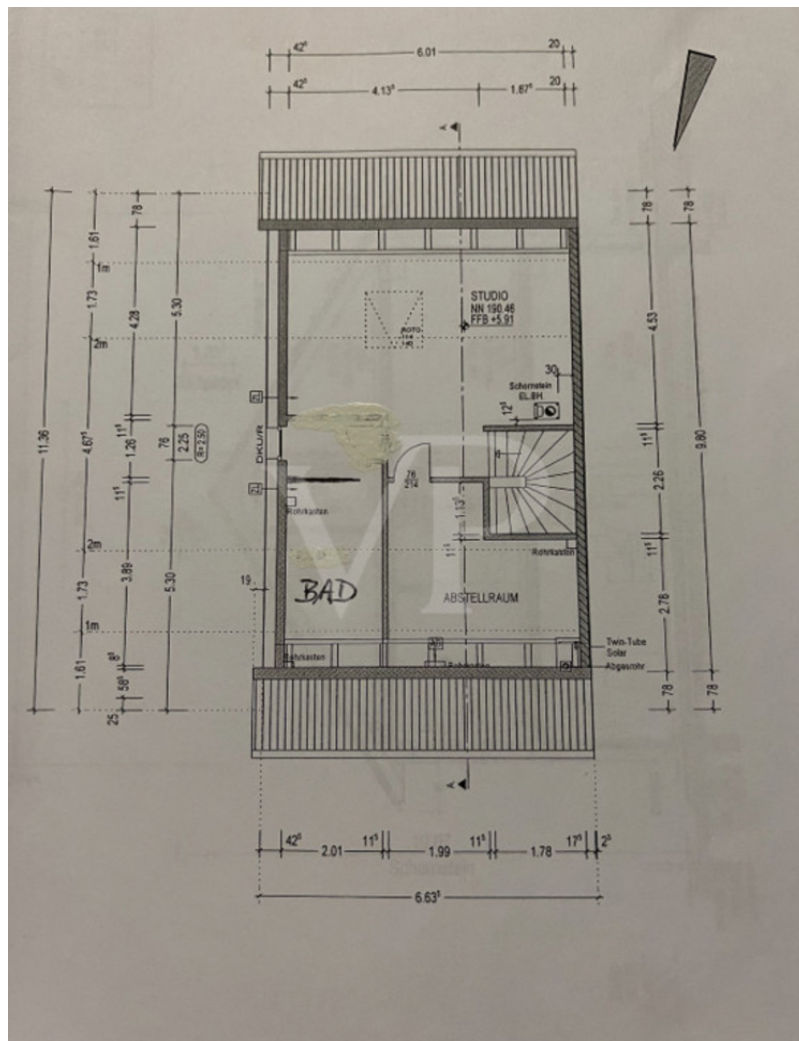 42⁵ 6.01 20
42⁵ 4.13⁵ 1.87⁵ 20
A
78 78 78
1.61
1m
11.36 1.73 4.28 5.30
2m
STUDIO
NN 190.46
FFB +5.91
4.53
30
Schornstein
EL.BH.
12⁵
DKU/R
4.67⁵ 11⁵ 1.26 11⁵ 76 2.25
76
2.14
1.13⁵
11⁵
11⁵ 2.26 11⁵ 9.80
Rohrkasten
Rohrkasten
2m
1.73 3.89 5.30
19
BAD
ABSTELLRAUM
2.78
1m
Rohrkasten
Twin-Tube
Solar
Abgasrohr
1.61 58⁵ 25
78 78
A
42⁵ 2.01 11⁵ 1.99 11⁵ 1.78 17⁵ 2⁵
6.63⁵